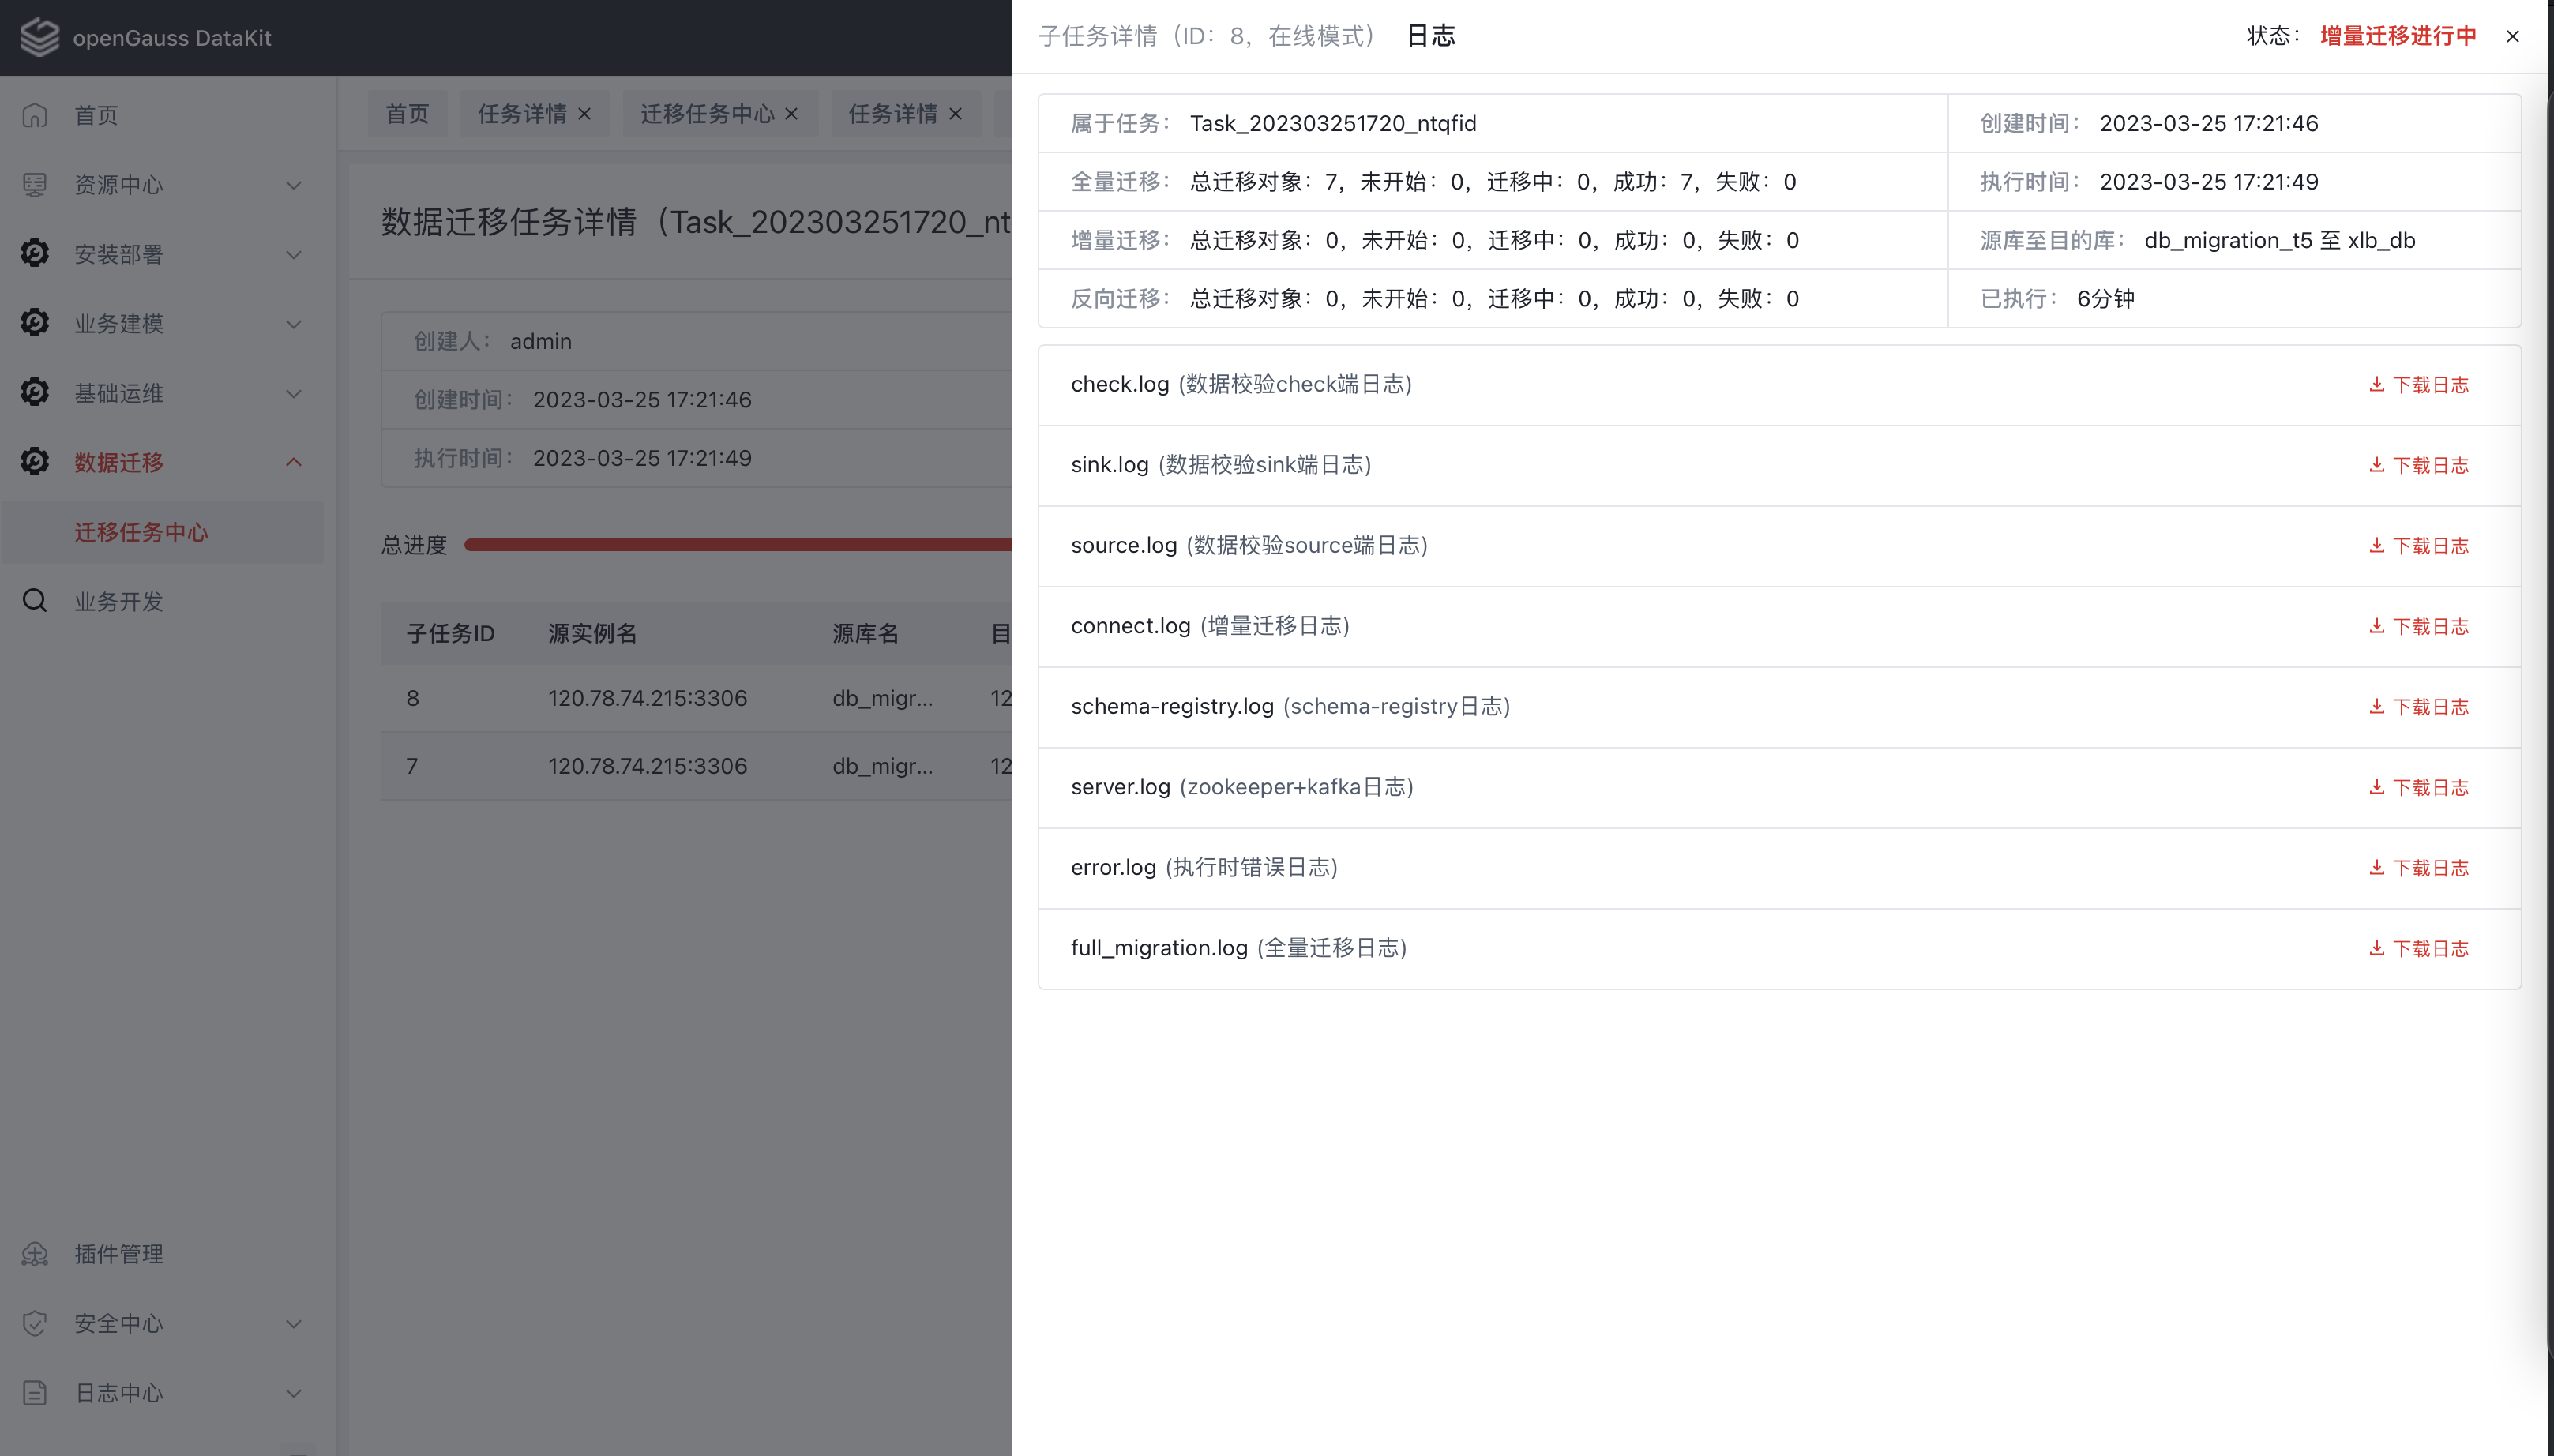 openGauss DataKit
首页
资源中心
安装部署
业务建模
基础运维
数据迁移
迁移任务中心
业务开发
插件管理
安全中心
日志中心
首页 任务详情 迁移任务中心 任务详情
数据迁移任务详情（Task_202303251720_nt
创建人： admin
创建时间： 2023-03-25 17:21:46
执行时间： 2023-03-25 17:21:49
总进度
子任务ID 源实例名 源库名 目
8 120.78.74.215:3306 db_migr... 12
7 120.78.74.215:3306 db_migr... 12
子任务详情（ID：8，在线模式） 日志 状态： 增量迁移进行中
属于任务： Task_202303251720_ntqfid 创建时间： 2023-03-25 17:21:46
全量迁移： 总迁移对象：7，未开始：0，迁移中：0，成功：7，失败：0 执行时间： 2023-03-25 17:21:49
增量迁移： 总迁移对象：0，未开始：0，迁移中：0，成功：0，失败：0 源库至目的库： db_migration_t5 至 xlb_db
反向迁移： 总迁移对象：0，未开始：0，迁移中：0，成功：0，失败：0 已执行： 6分钟
check.log (数据校验check端日志) 下载日志
sink.log (数据校验sink端日志) 下载日志
source.log (数据校验source端日志) 下载日志
connect.log (增量迁移日志) 下载日志
schema-registry.log (schema-registry日志) 下载日志
server.log (zookeeper+kafka日志) 下载日志
error.log (执行时错误日志) 下载日志
full_migration.log (全量迁移日志) 下载日志